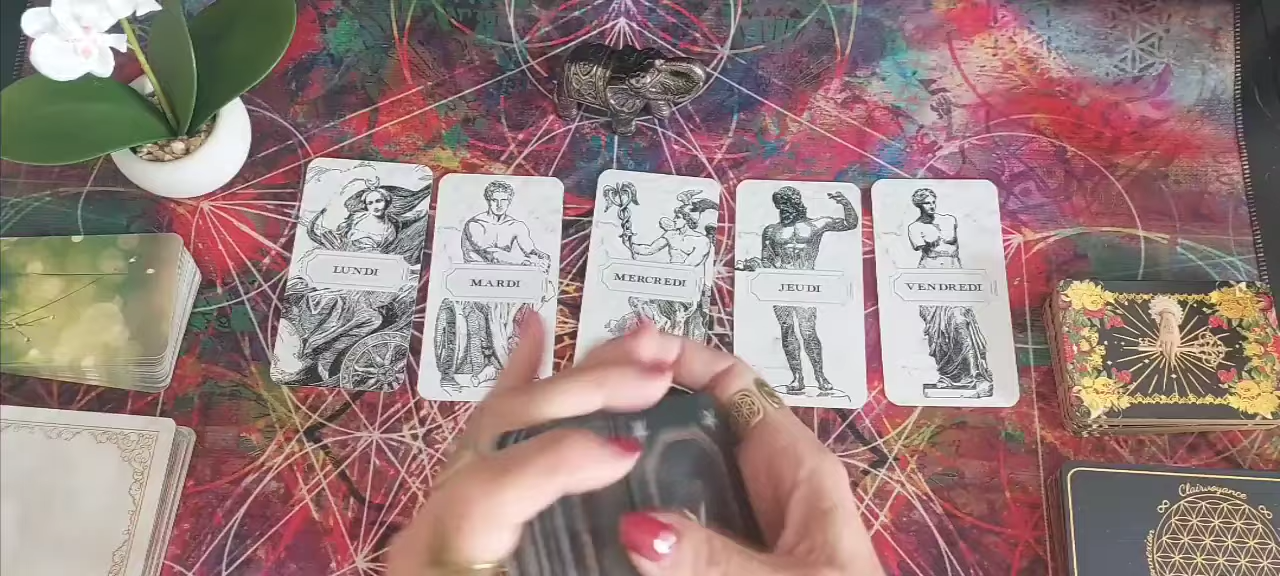 LUNDI
MARDI
MERCREDI
JEUDI
VENDREDI
Clairvoyance